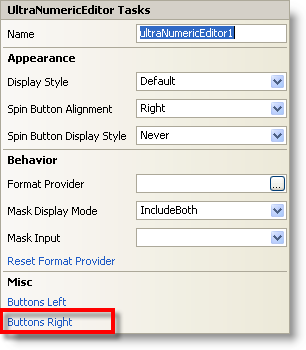 UltraNumericEditor Tasks
Name ultraNumericEditor1
Appearance
Display Style Default
Spin Button Alignment Right
Spin Button Display Style Never
Behavior
Format Provider ...
Mask Display Mode IncludeBoth
Mask Input
Reset Format Provider
Misc
Buttons Left
Buttons Right